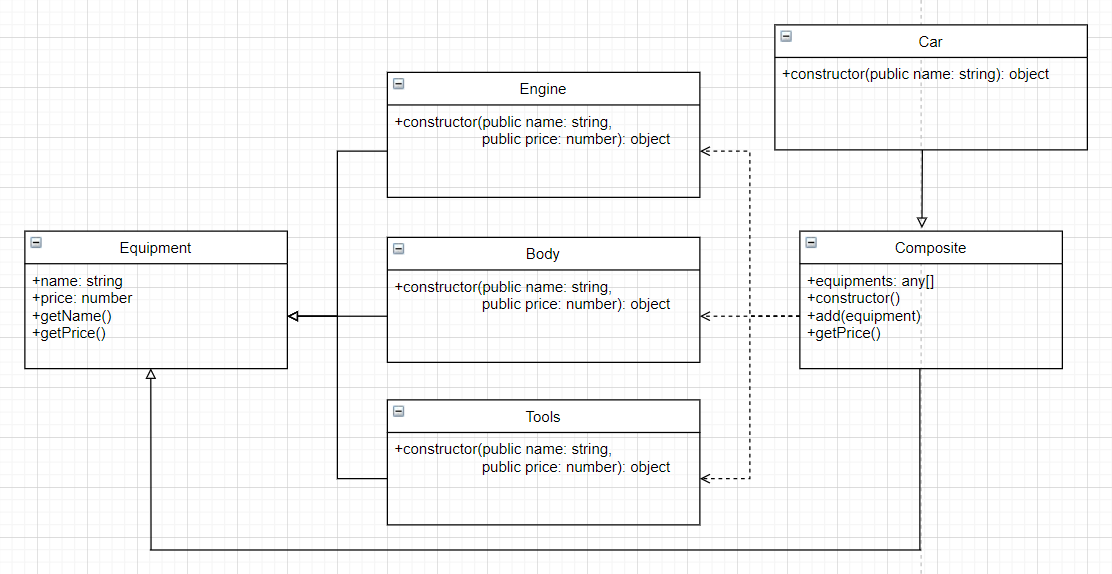 Car
+constructor(public name: string): object
Engine
+constructor(public name: string,
public price: number): object
Equipment
+name: string
+price: number
+getName()
+getPrice()
Body
+constructor(public name: string,
public price: number): object
Composite
+equipments: any[]
+constructor()
+add(equipment)
+getPrice()
Tools
+constructor(public name: string,
public price: number): object